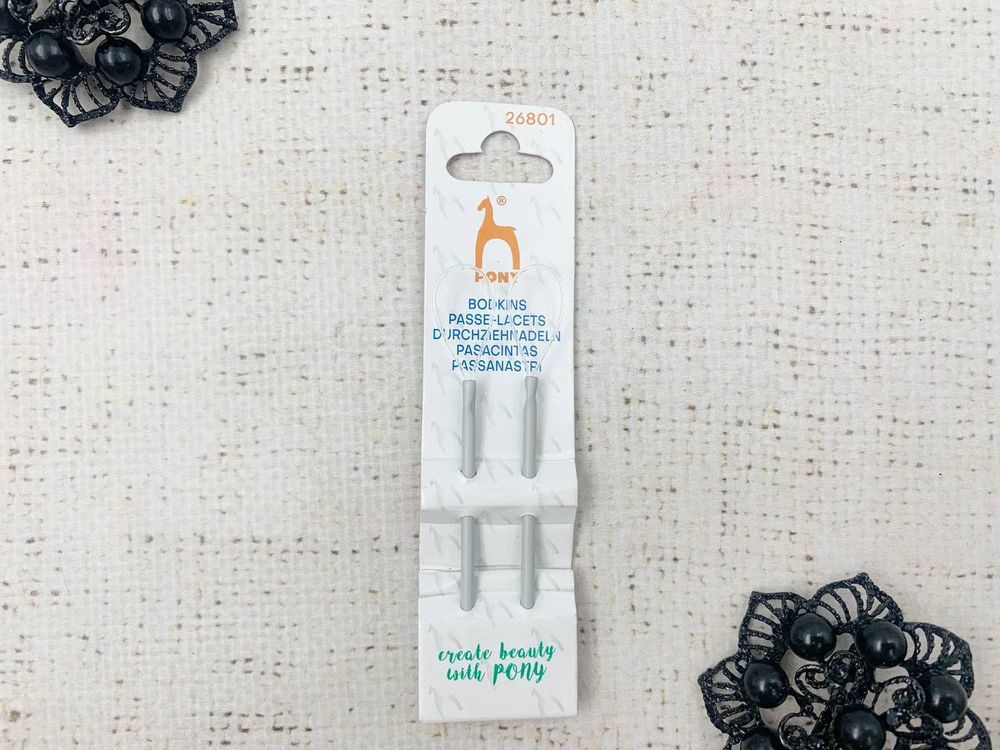 26801
®
PONY
BODKINS
PASSE-LACETS
DURCHZIEHNADELN
PASACINTAS
PASSANASTRI
create beauty
with PONY